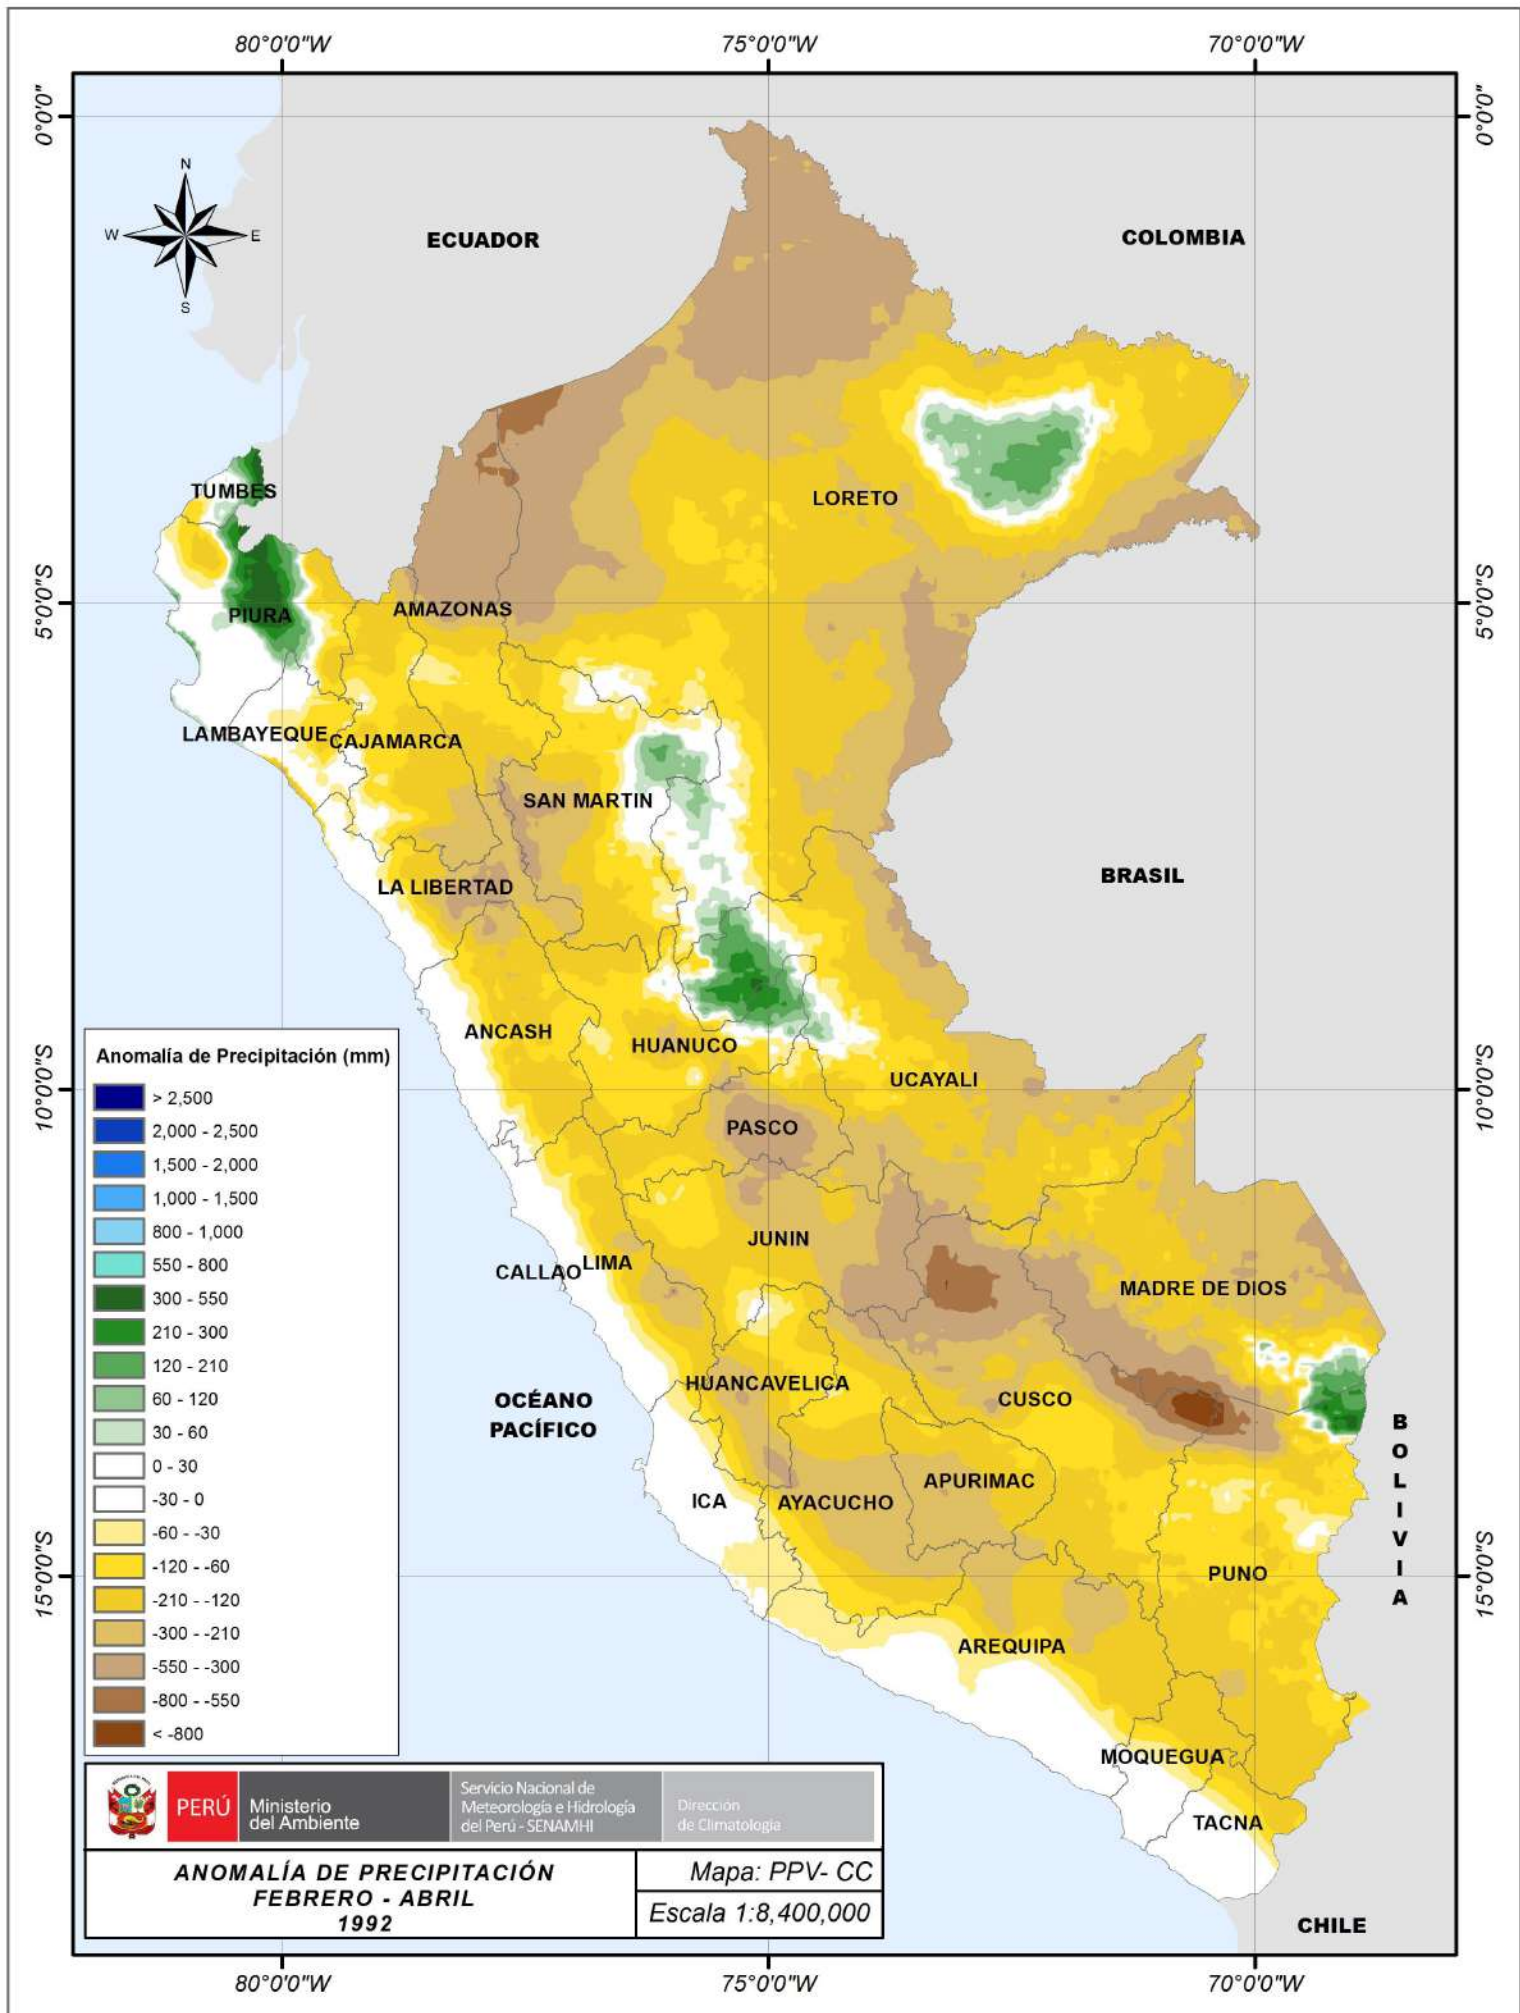 80°0'0"W
75°0'0"W
70°0'0"W
0°0'0"
0°0'0"
N
W
E
S
ECUADOR
COLOMBIA
TUMBES
LORETO
5°0'0"S
5°0'0"S
PIURA
AMAZONAS
LAMBAYEQUE
CAJAMARCA
SAN MARTIN
BRASIL
LA LIBERTAD
ANCASH
HUANUCO
UCAYALI
10°0'0"S
10°0'0"S
PASCO
JUNIN
CALLAO
LIMA
MADRE DE DIOS
HUANCAVELICA
OCÉANO
PACÍFICO
CUSCO
BOLIVIA
ICA
AYACUCHO
APURIMAC
PUNO
15°0'0"S
15°0'0"S
AREQUIPA
MOQUEGUA
TACNA
CHILE
Anomalía de Precipitación (mm)
> 2,500
2,000 - 2,500
1,500 - 2,000
1,000 - 1,500
800 - 1,000
550 - 800
300 - 550
210 - 300
120 - 210
60 - 120
30 - 60
0 - 30
-30 - 0
-60 - -30
-120 - -60
-210 - -120
-300 - -210
-550 - -300
-800 - -550
< -800
PERÚ
Ministerio
del Ambiente
Servicio Nacional de
Meteorología e Hidrología
del Perú - SENAMHI
Dirección
de Climatología
ANOMALÍA DE PRECIPITACIÓN
FEBRERO - ABRIL
1992
Mapa: PPV- CC
Escala 1:8,400,000
80°0'0"W
75°0'0"W
70°0'0"W